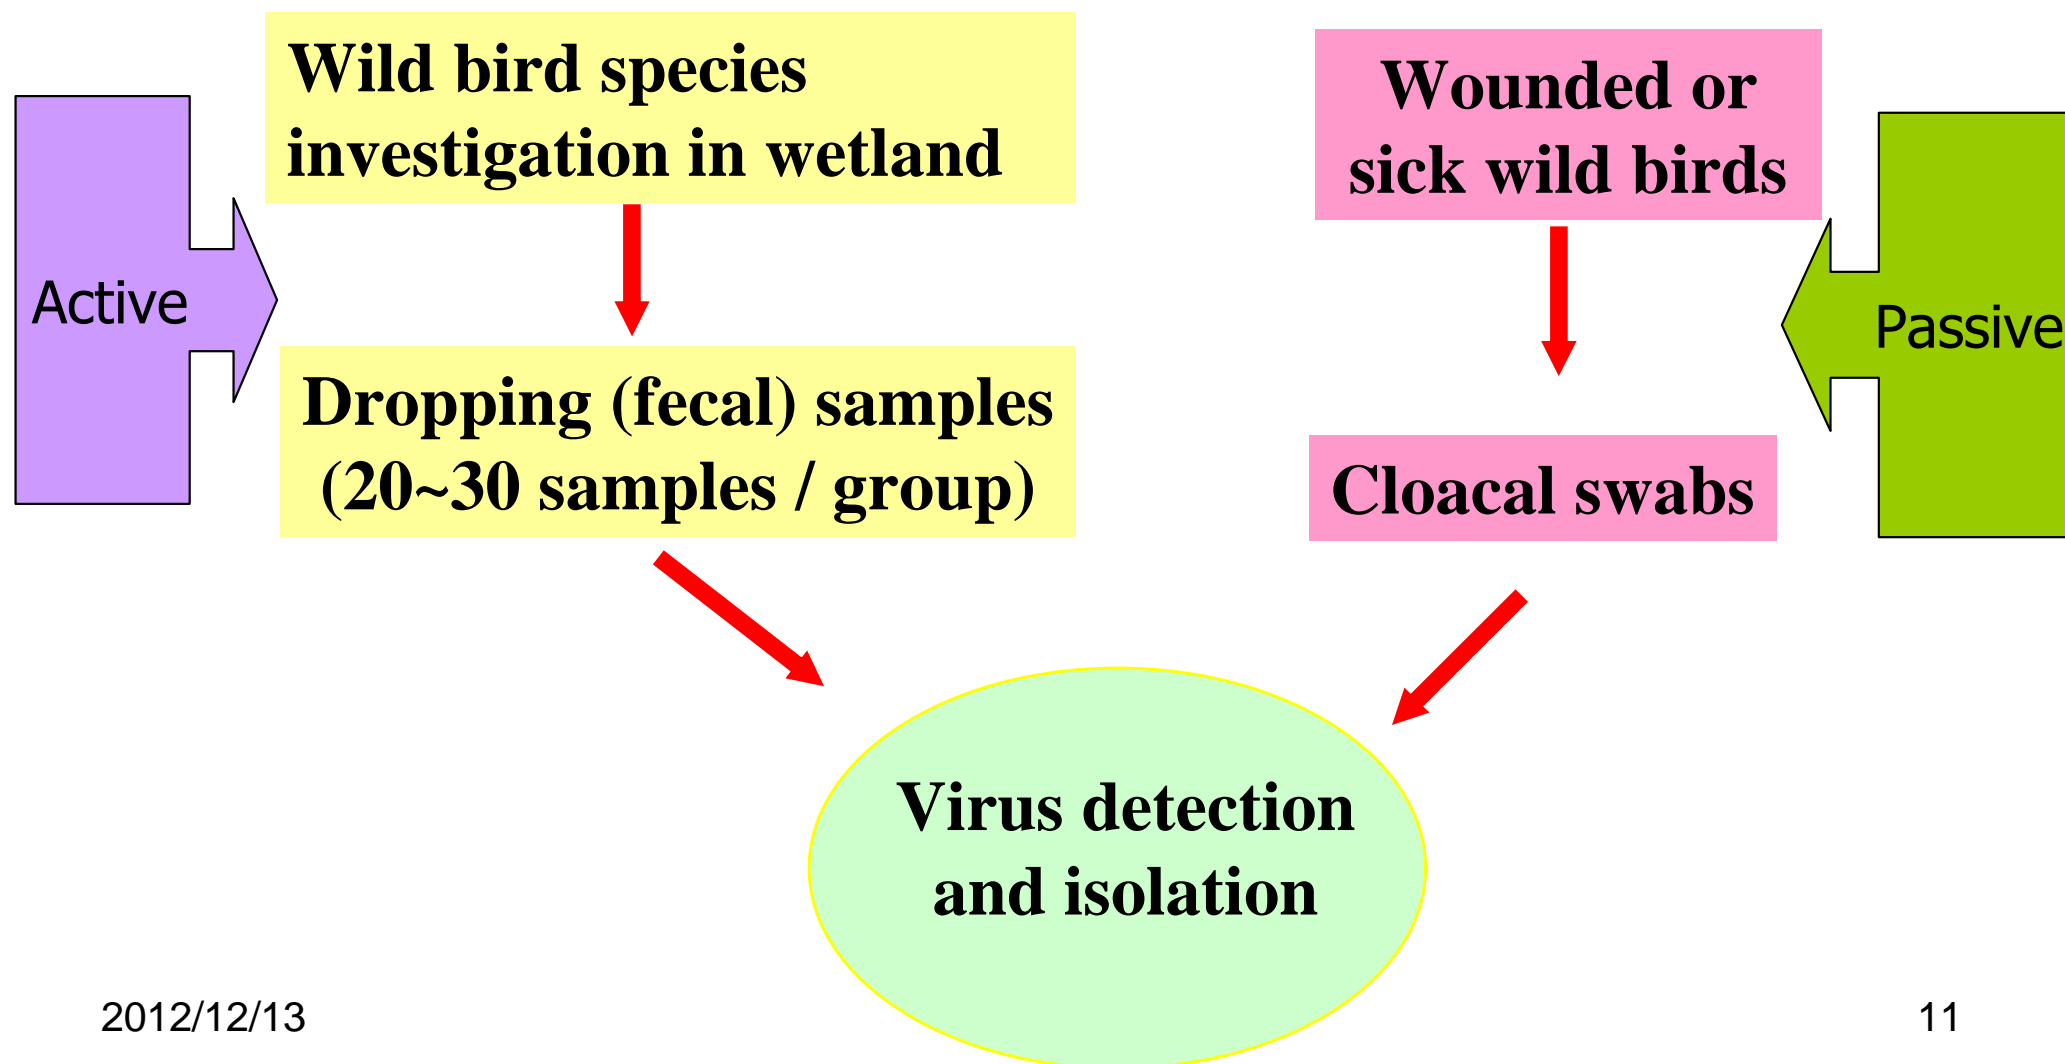 Wild bird species
investigation in wetland
Wounded or
sick wild birds
Active
Passive
Dropping (fecal) samples
(20~30 samples / group)
Cloacal swabs
Virus detection
and isolation
2012/12/13
11